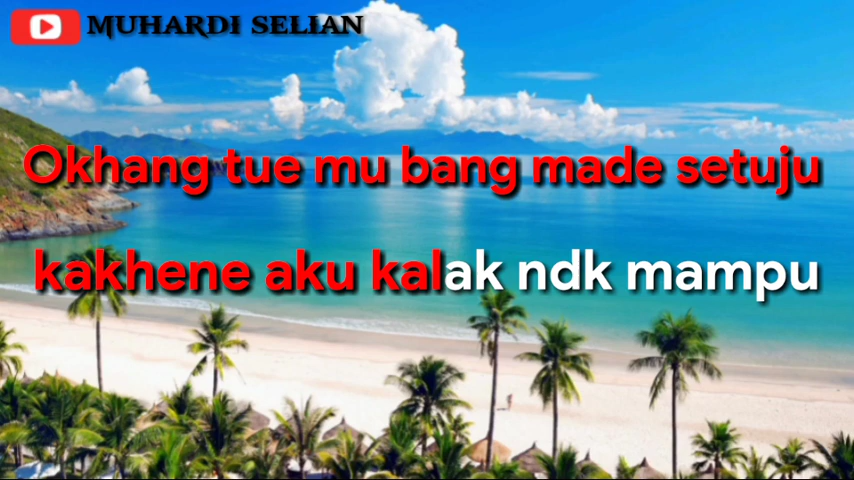 MUHARDI SELIAN
Okhang tue mu bang made setuju
kakhene aku kalak ndk mampu